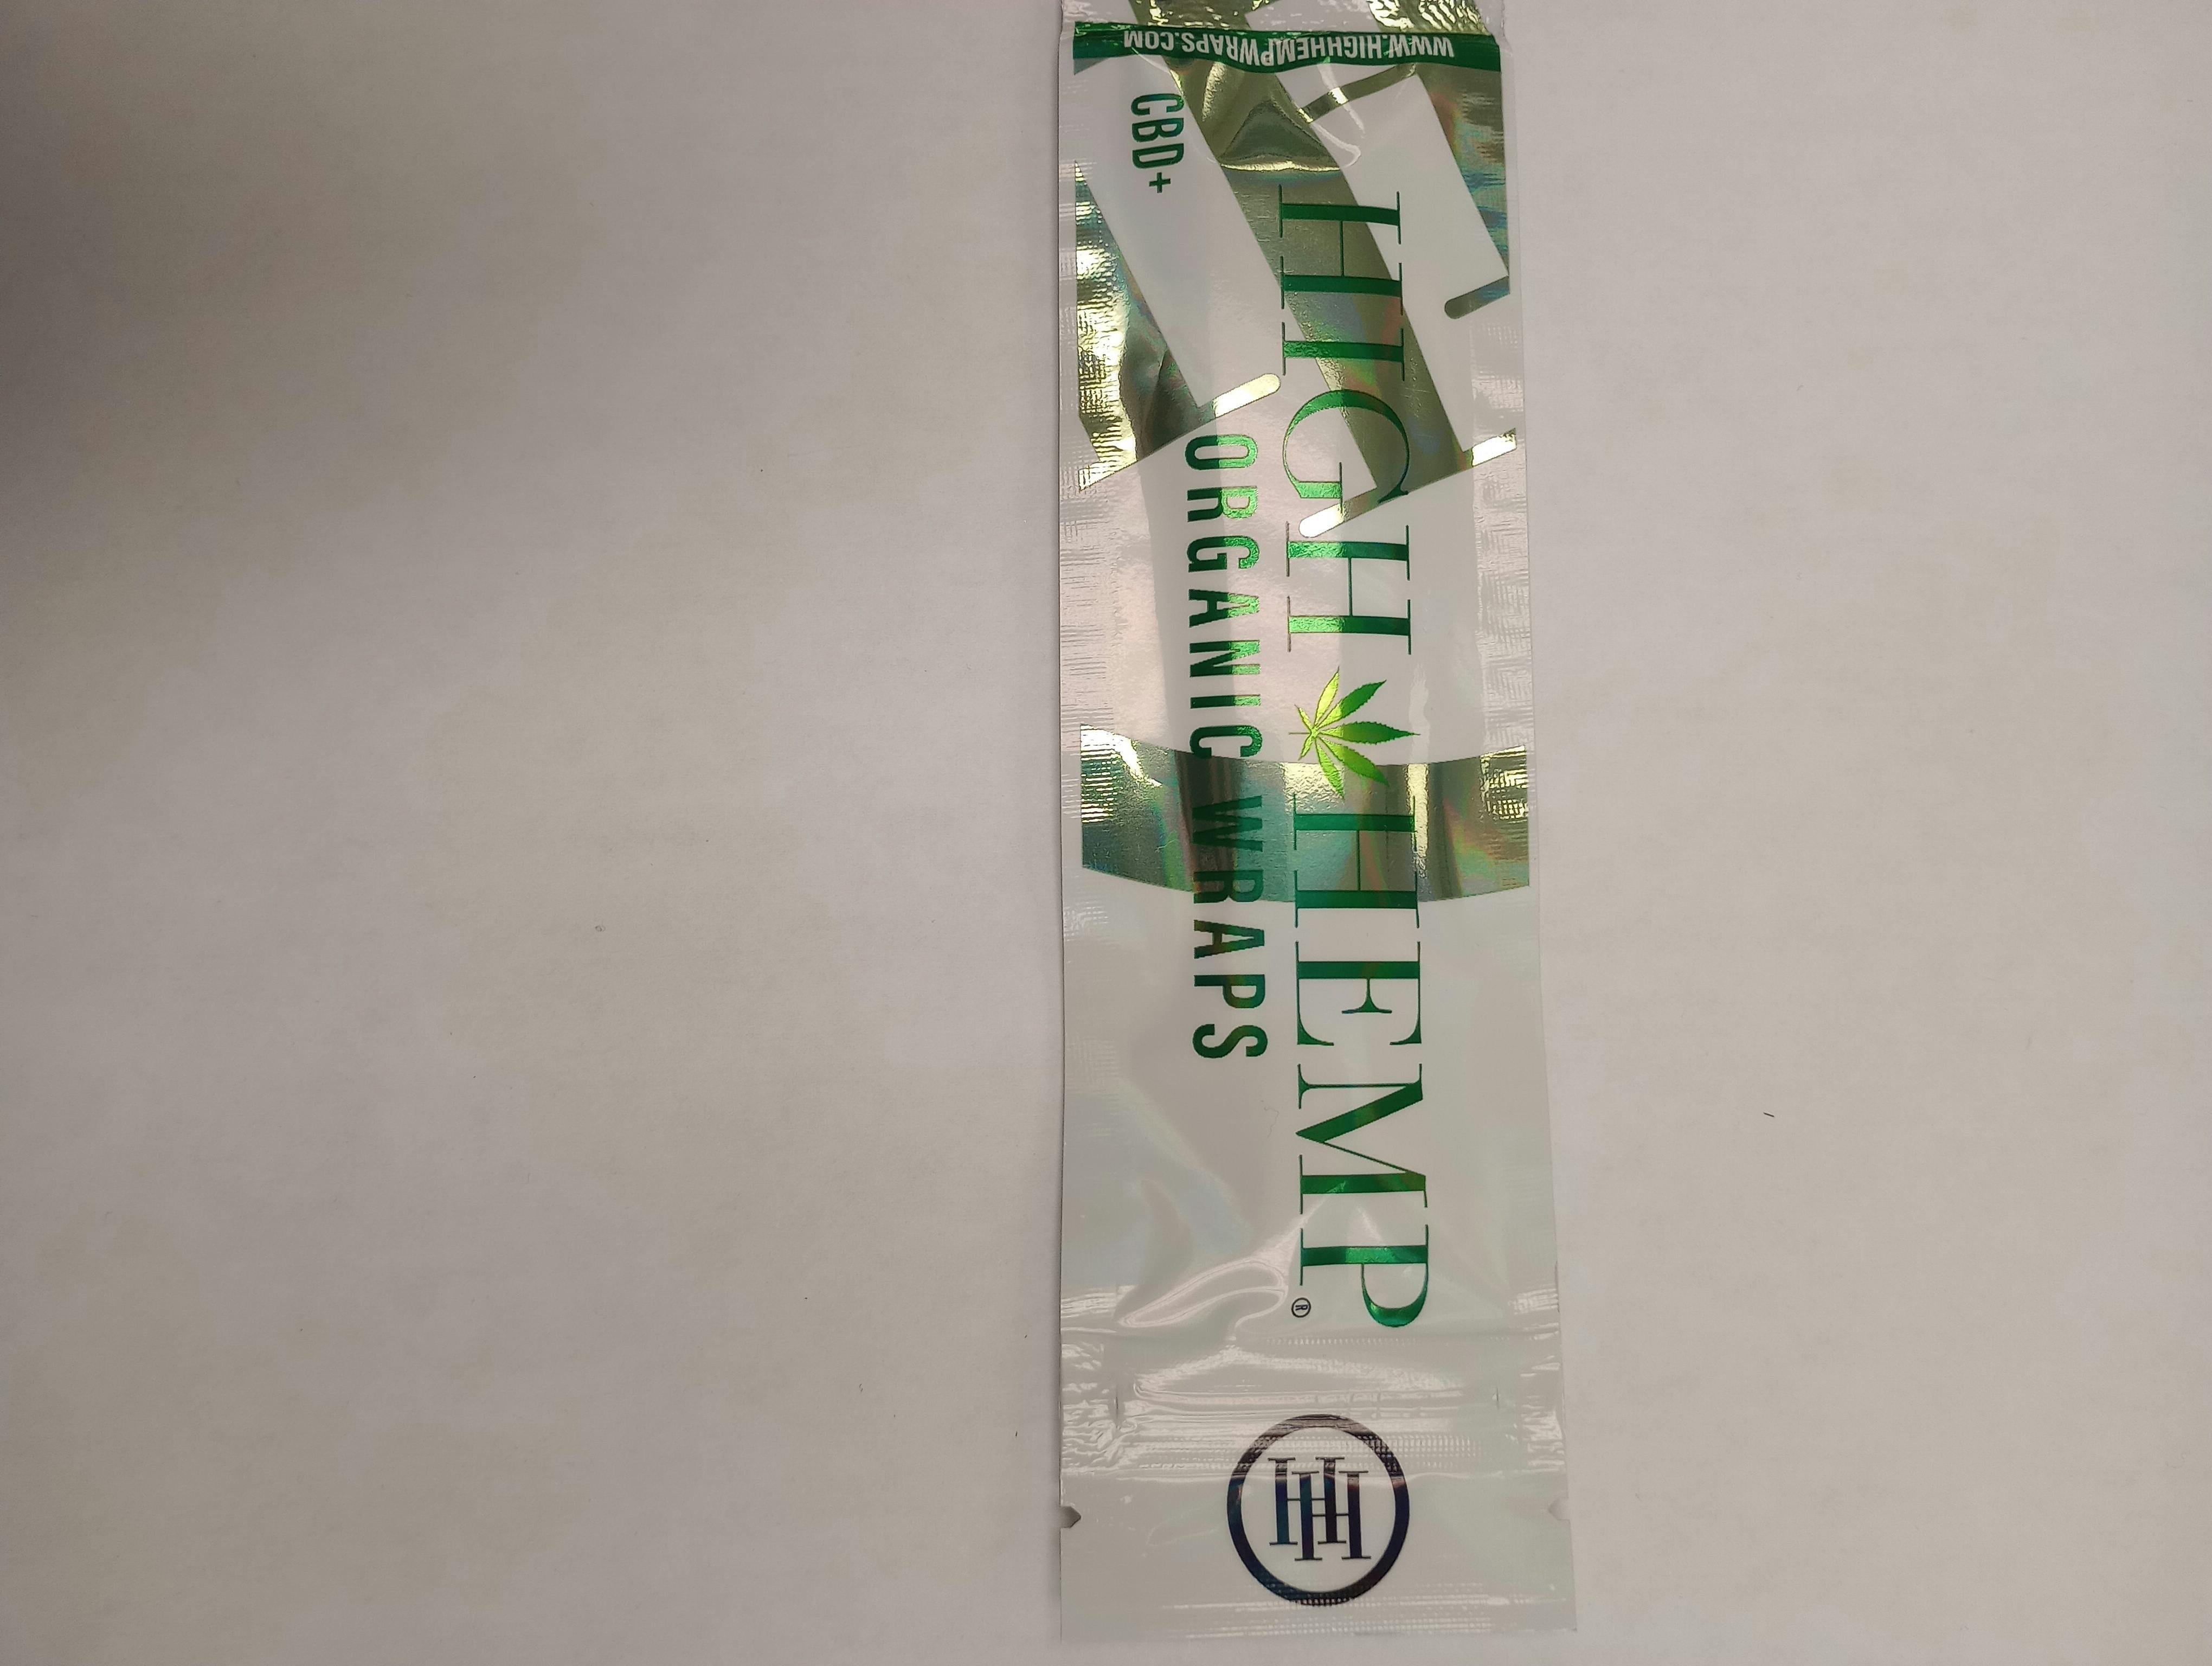 WWW.HIGHHEMPWRAPS.COM
CBD+
HIGH HEMP®
ORGANIC WRAPS
HH